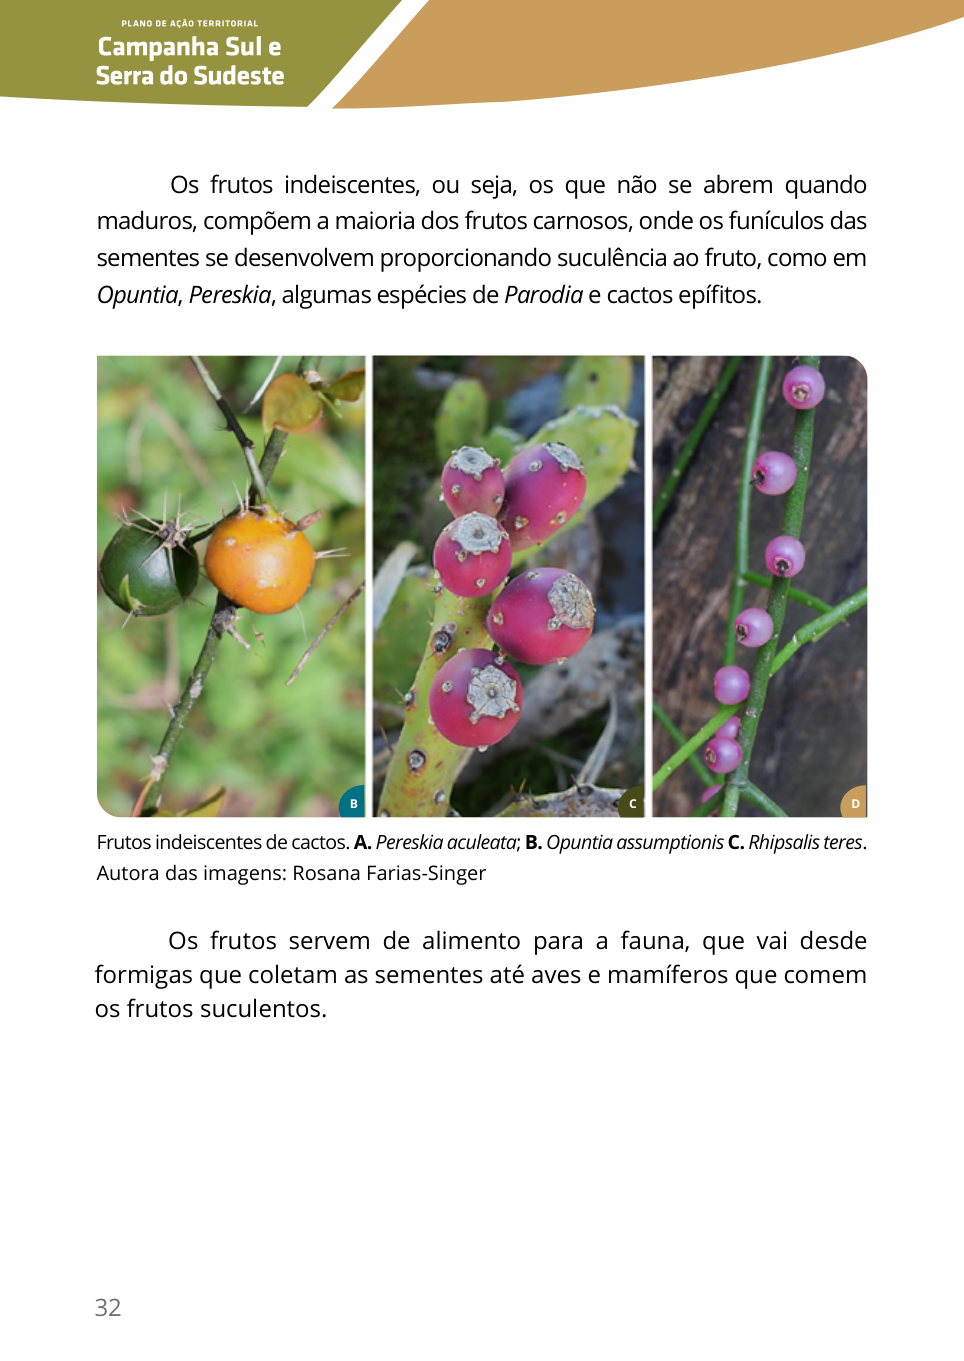 PLANO DE AÇÃO TERRITORIAL
Campanha Sul e
Serra do Sudeste
Os frutos indeiscentes, ou seja, os que não se abrem quando
maduros, compõem a maioria dos frutos carnosos, onde os funículos das
sementes se desenvolvem proporcionando suculência ao fruto, como em
Opuntia, Pereskia, algumas espécies de Parodia e cactos epífitos.
B
C
D
Frutos indeiscentes de cactos. A. Pereskia aculeata; B. Opuntia assumptionis C. Rhipsalis teres.
Autora das imagens: Rosana Farias-Singer
Os frutos servem de alimento para a fauna, que vai desde
formigas que coletam as sementes até aves e mamíferos que comem
os frutos suculentos.
32